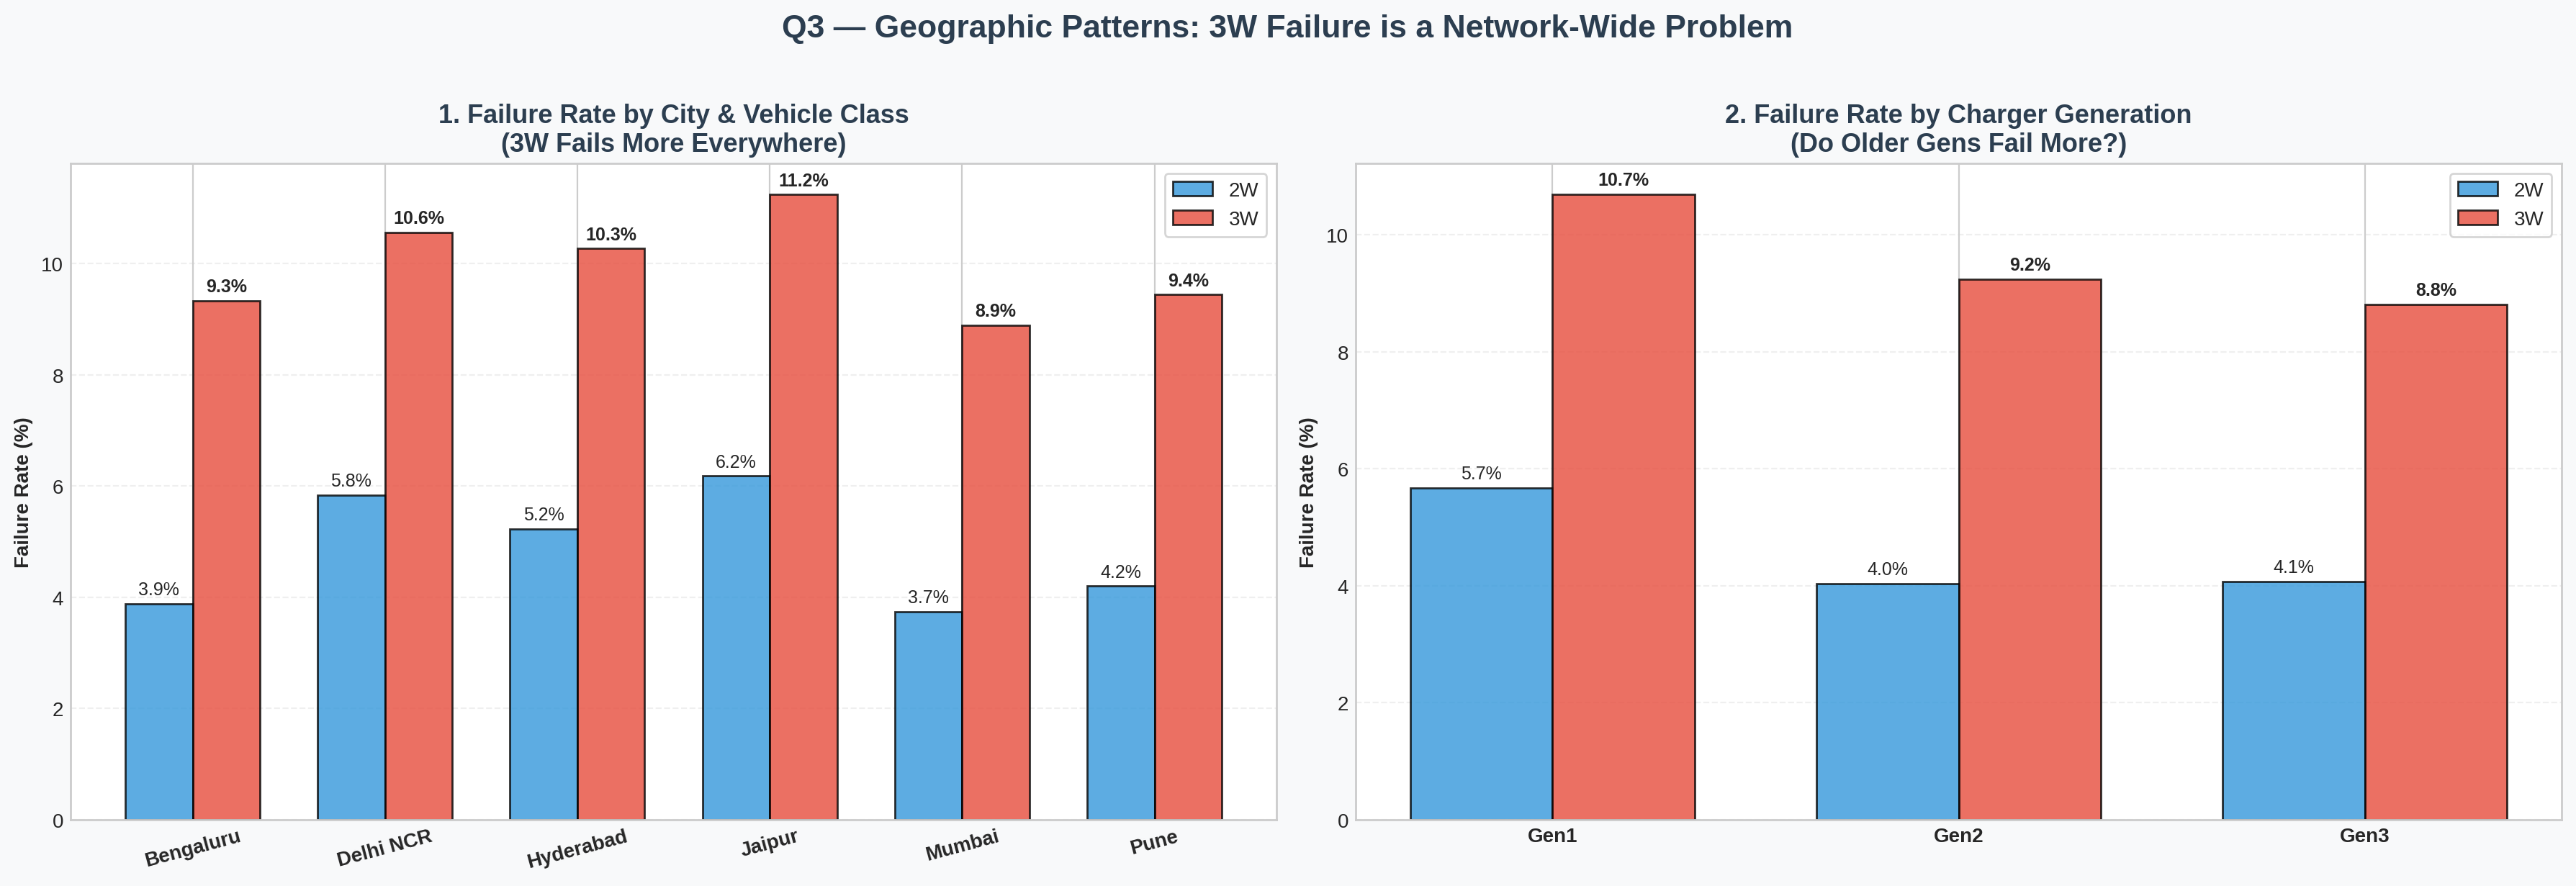 Q3 — Geographic Patterns: 3W Failure is a Network-Wide Problem
1. Failure Rate by City & Vehicle Class
(3W Fails More Everywhere)
Failure Rate (%)
10
8
6
4
2
0
2W
3W
3.9%
9.3%
5.8%
10.6%
5.2%
10.3%
6.2%
11.2%
3.7%
8.9%
4.2%
9.4%
Bengaluru
Delhi NCR
Hyderabad
Jaipur
Mumbai
Pune
2. Failure Rate by Charger Generation
(Do Older Gens Fail More?)
Failure Rate (%)
10
8
6
4
2
0
2W
3W
5.7%
10.7%
4.0%
9.2%
4.1%
8.8%
Gen1
Gen2
Gen3